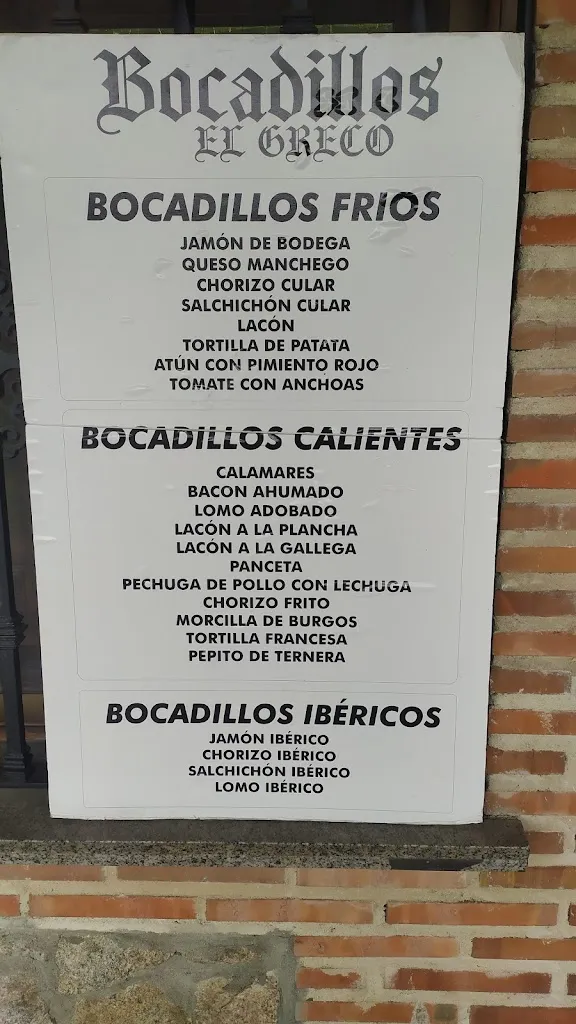 Bocadillos
EL GRECO
BOCADILLOS FRIOS
JAMÓN DE BODEGA
QUESO MANCHEGO
CHORIZO CULAR
SALCHICHÓN CULAR
LACÓN
TORTILLA DE PATATA
ATÚN CON PIMIENTO ROJO
TOMATE CON ANCHOAS
BOCADILLOS CALIENTES
CALAMARES
BACON AHUMADO
LOMO ADOBADO
LACÓN A LA PLANCHA
LACÓN A LA GALLEGA
PANCETA
PECHUGA DE POLLO CON LECHUGA
CHORIZO FRITO
MORCILLA DE BURGOS
TORTILLA FRANCESA
PEPITO DE TERNERA
BOCADILLOS IBÉRICOS
JAMÓN IBÉRICO
CHORIZO IBÉRICO
SALCHICHÓN IBÉRICO
LOMO IBÉRICO